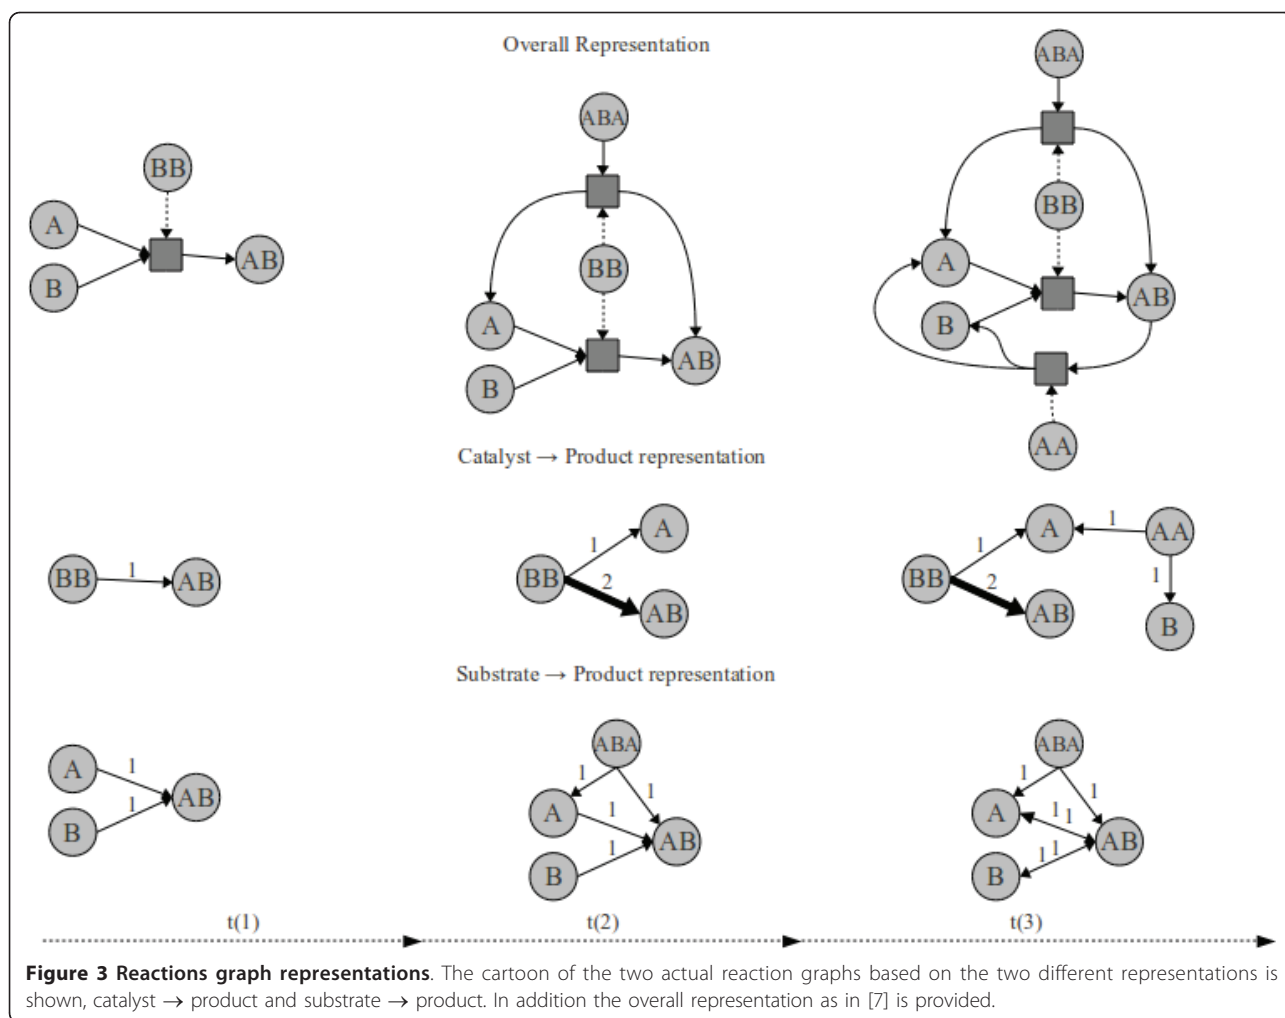 Overall Representation
BB
A
B
AB
ABA
BB
A
B
AB
ABA
BB
A
B
AB
AA
Catalyst → Product representation
BB
1
AB
BB
1
A
2
AB
BB
1
A
1
AA
2
AB
1
B
Substrate → Product representation
A
1
B
1
AB
ABA
1
1
A
1
B
1
AB
ABA
1
1
A
1 1
B
1 1
AB
t(1)
t(2)
t(3)
Figure 3 Reactions graph representations. The cartoon of the two actual reaction graphs based on the two different representations is
shown, catalyst → product and substrate → product. In addition the overall representation as in [7] is provided.